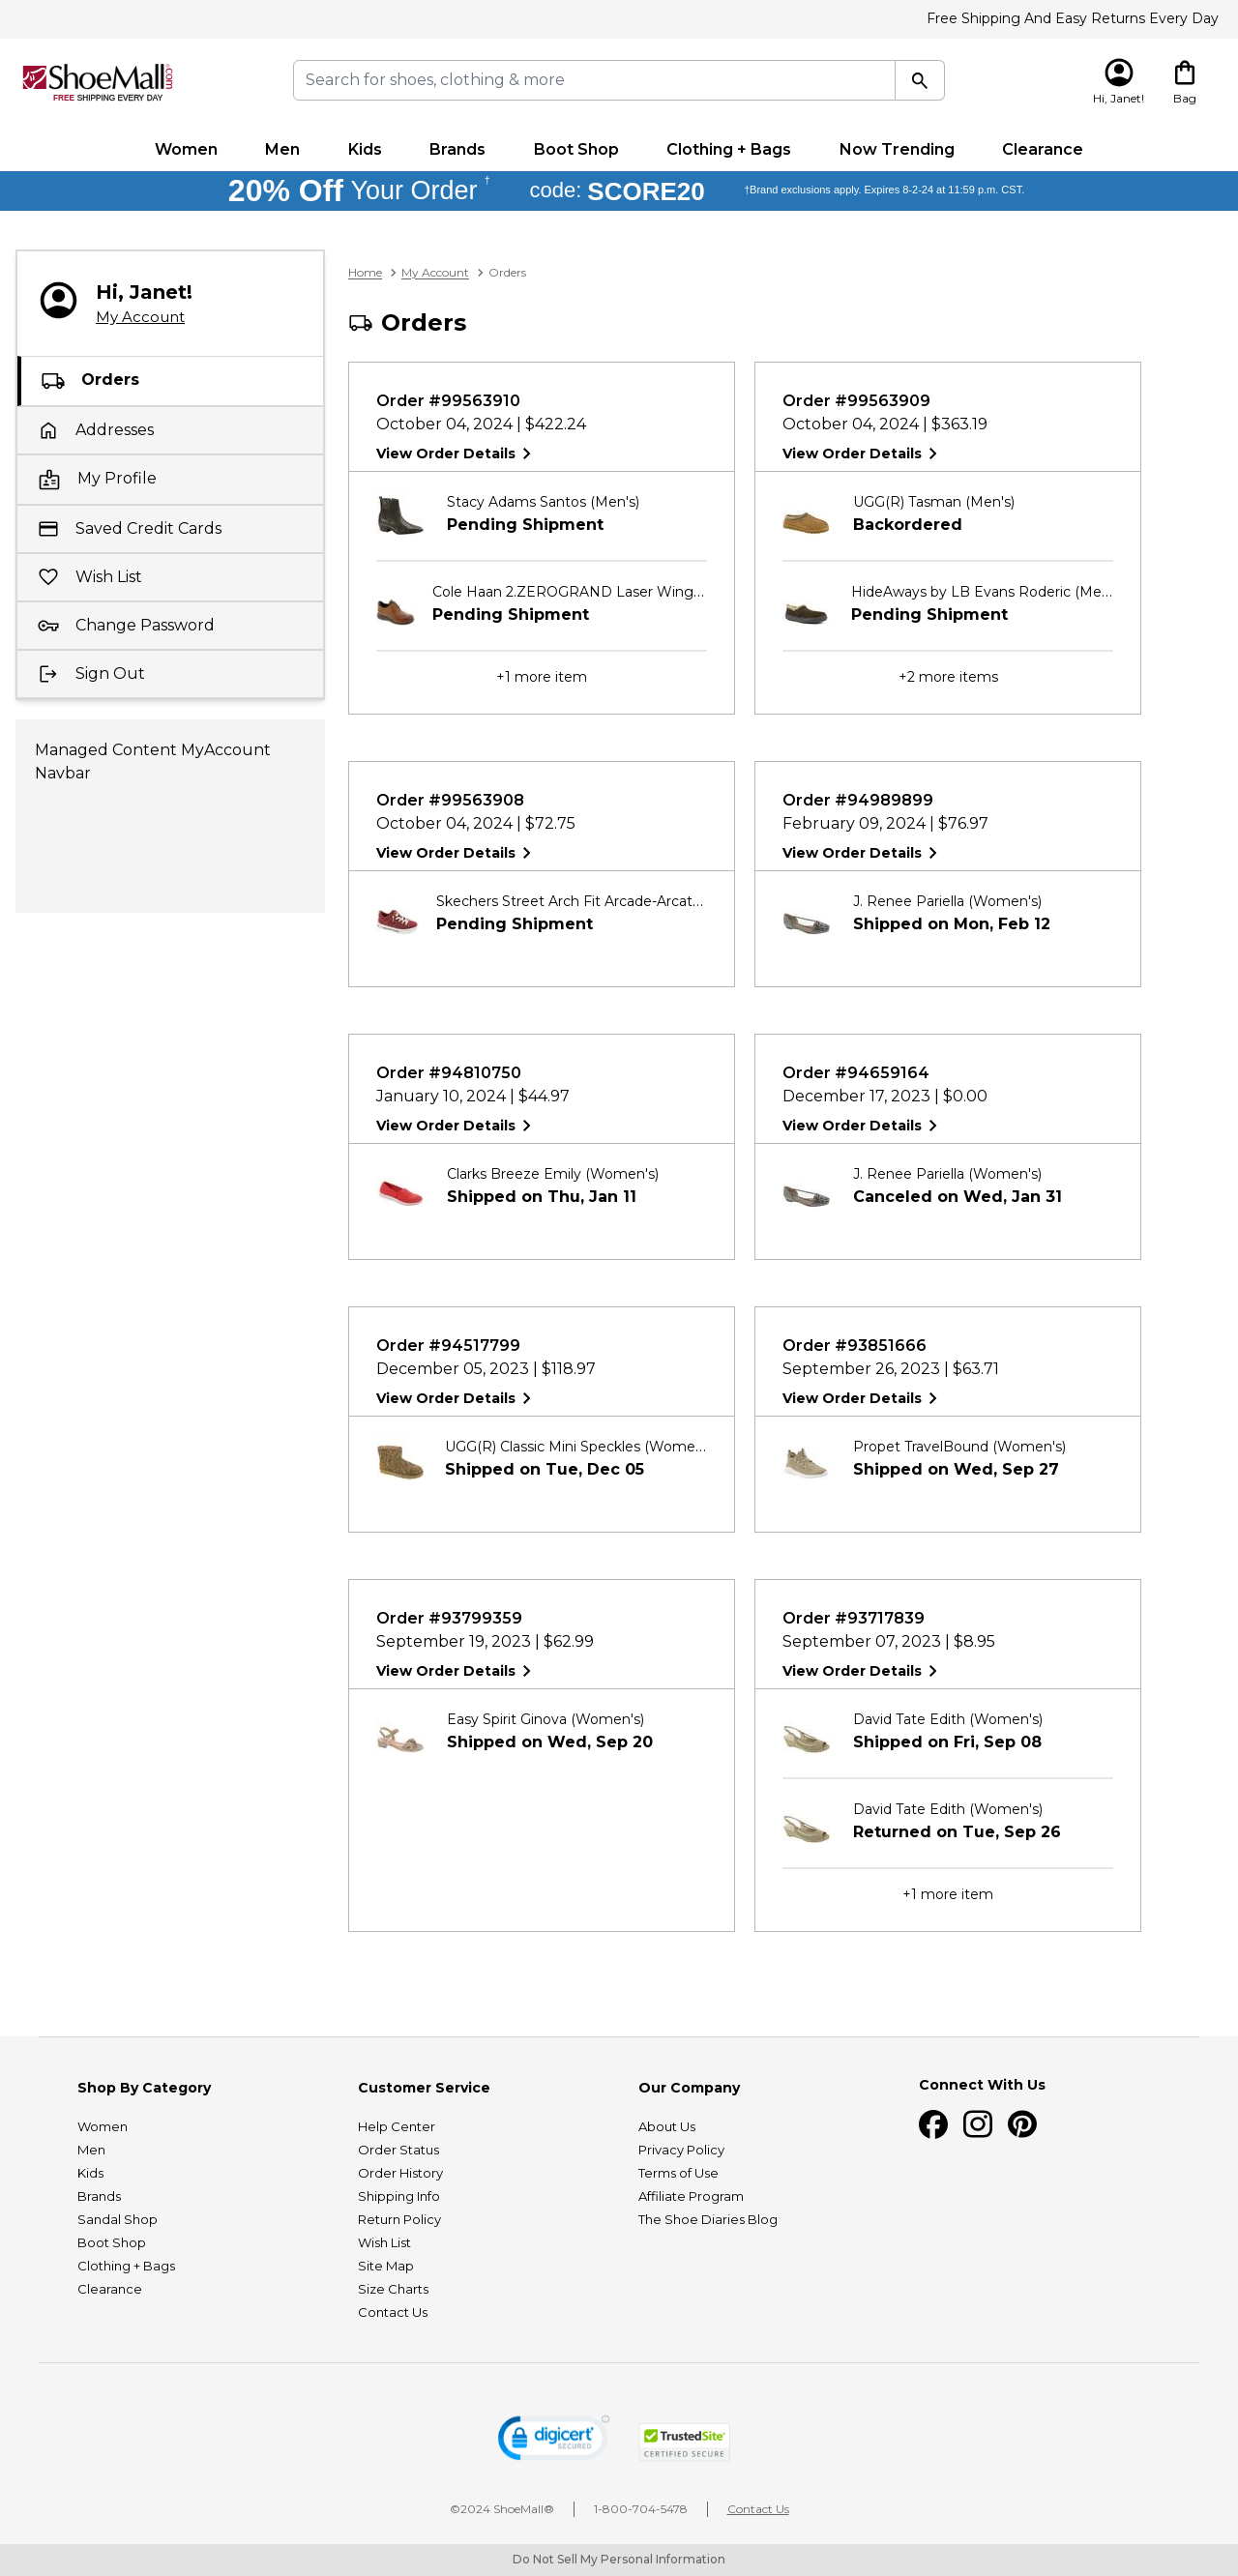 Free Shipping And Easy Returns Every Day
ShoeMall.com
FREE SHIPPING EVERY DAY
Search for shoes, clothing & more
Hi, Janet!
Bag
Women Men Kids Brands Boot Shop Clothing + Bags Now Trending Clearance
20% Off Your Order † code: SCORE20 †Brand exclusions apply. Expires 8-2-24 at 11:59 p.m. CST.
Hi, Janet!
My Account
Orders
Addresses
My Profile
Saved Credit Cards
Wish List
Change Password
Sign Out
Managed Content MyAccount
Navbar
Home > My Account > Orders
Orders
Order #99563910
October 04, 2024 | $422.24
View Order Details
Stacy Adams Santos (Men's)
Pending Shipment
Cole Haan 2.ZEROGRAND Laser Wing...
Pending Shipment
+1 more item
Order #99563909
October 04, 2024 | $363.19
View Order Details
UGG(R) Tasman (Men's)
Backordered
HideAways by LB Evans Roderic (Me...
Pending Shipment
+2 more items
Order #99563908
October 04, 2024 | $72.75
View Order Details
Skechers Street Arch Fit Arcade-Arcat...
Pending Shipment
Order #94989899
February 09, 2024 | $76.97
View Order Details
J. Renee Pariella (Women's)
Shipped on Mon, Feb 12
Order #94810750
January 10, 2024 | $44.97
View Order Details
Clarks Breeze Emily (Women's)
Shipped on Thu, Jan 11
Order #94659164
December 17, 2023 | $0.00
View Order Details
J. Renee Pariella (Women's)
Canceled on Wed, Jan 31
Order #94517799
December 05, 2023 | $118.97
View Order Details
UGG(R) Classic Mini Speckles (Wome...
Shipped on Tue, Dec 05
Order #93851666
September 26, 2023 | $63.71
View Order Details
Propet TravelBound (Women's)
Shipped on Wed, Sep 27
Order #93799359
September 19, 2023 | $62.99
View Order Details
Easy Spirit Ginova (Women's)
Shipped on Wed, Sep 20
Order #93717839
September 07, 2023 | $8.95
View Order Details
David Tate Edith (Women's)
Shipped on Fri, Sep 08
David Tate Edith (Women's)
Returned on Tue, Sep 26
+1 more item
Shop By Category
Women
Men
Kids
Brands
Sandal Shop
Boot Shop
Clothing + Bags
Clearance
Customer Service
Help Center
Order Status
Order History
Shipping Info
Return Policy
Wish List
Site Map
Size Charts
Contact Us
Our Company
About Us
Privacy Policy
Terms of Use
Affiliate Program
The Shoe Diaries Blog
Connect With Us
digicert
SECURED
TrustedSite
CERTIFIED SECURE
©2024 ShoeMall® | 1-800-704-5478 | Contact Us
Do Not Sell My Personal Information